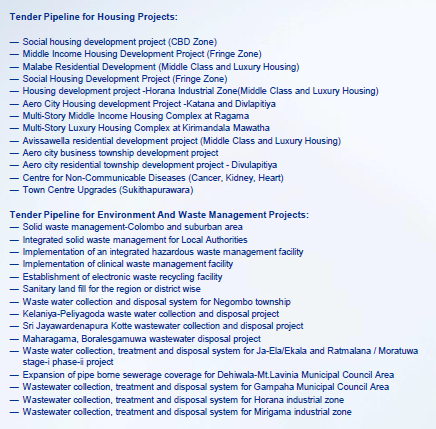 Tender Pipeline for Housing Projects:
— Social housing development project (CBD Zone)
— Middle Income Housing Development Project (Fringe Zone)
— Malabe Residential Development (Middle Class and Luxury Housing)
— Social Housing Development Project (Fringe Zone)
— Housing development project -Horana Industrial Zone(Middle Class and Luxury Housing)
— Aero City Housing development Project -Katana and Divlapitiya
— Multi-Story Middle Income Housing Complex at Ragama
— Multi-Story Luxury Housing Complex at Kirimandala Mawatha
— Avissawella residential development project (Middle Class and Luxury Housing)
— Aero city business township development project
— Aero city residential township development project - Divulapitiya
— Centre for Non-Communicable Diseases (Cancer, Kidney, Heart)
— Town Centre Upgrades (Sukithapurawara)
Tender Pipeline for Environment And Waste Management Projects:
— Solid waste management-Colombo and suburban area
— Integrated solid waste management for Local Authorities
— Implementation of an integrated hazardous waste management facility
— Implementation of clinical waste management facility
— Establishment of electronic waste recycling facility
— Sanitary land fill for the region or district wise
— Waste water collection and disposal system for Negombo township
— Kelaniya-Peliyagoda waste water collection and disposal project
— Sri Jayawardenapura Kotte wastewater collection and disposal project
— Maharagama, Boralesgamuwa wastewater disposal project
— Waste water collection, treatment and disposal system for Ja-Ela/Ekala and Ratmalana / Moratuwa
stage-i phase-ii project
— Expansion of pipe borne sewerage coverage for Dehiwala-Mt.Lavinia Municipal Council Area
— Wastewater collection, treatment and disposal system for Gampaha Municipal Council Area
— Wastewater collection, treatment and disposal system for Horana industrial zone
— Wastewater collection, treatment and disposal system for Mirigama industrial zone